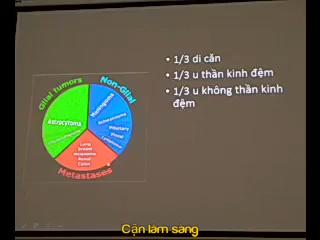 Glial tumors
Non-Glial
Astrocytoma
Meningioma
Pituitary
Pineal
Lung
Breast
Melanoma
Renal
Colon
Metastases
1/3 di căn
1/3 u thần kinh đệm
1/3 u không thần kinh
đệm
Cận lâm sàng